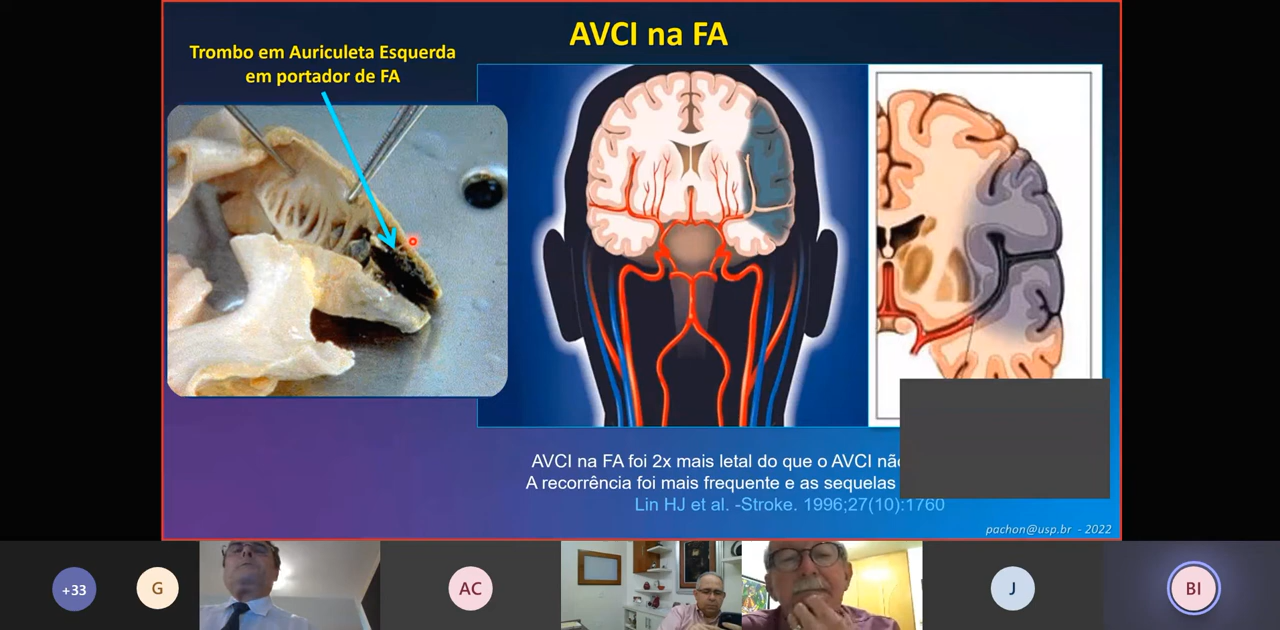 AVCI na FA
Trombo em Auriculeta Esquerda
em portador de FA
AVCI na FA foi 2x mais letal do que o AVCI
A recorrência foi mais frequente e as sequelas
Lin HJ et al. -Stroke. 1996;27(10):1760
pachon@usp.br - 2022
+33
G
AC
J
BI